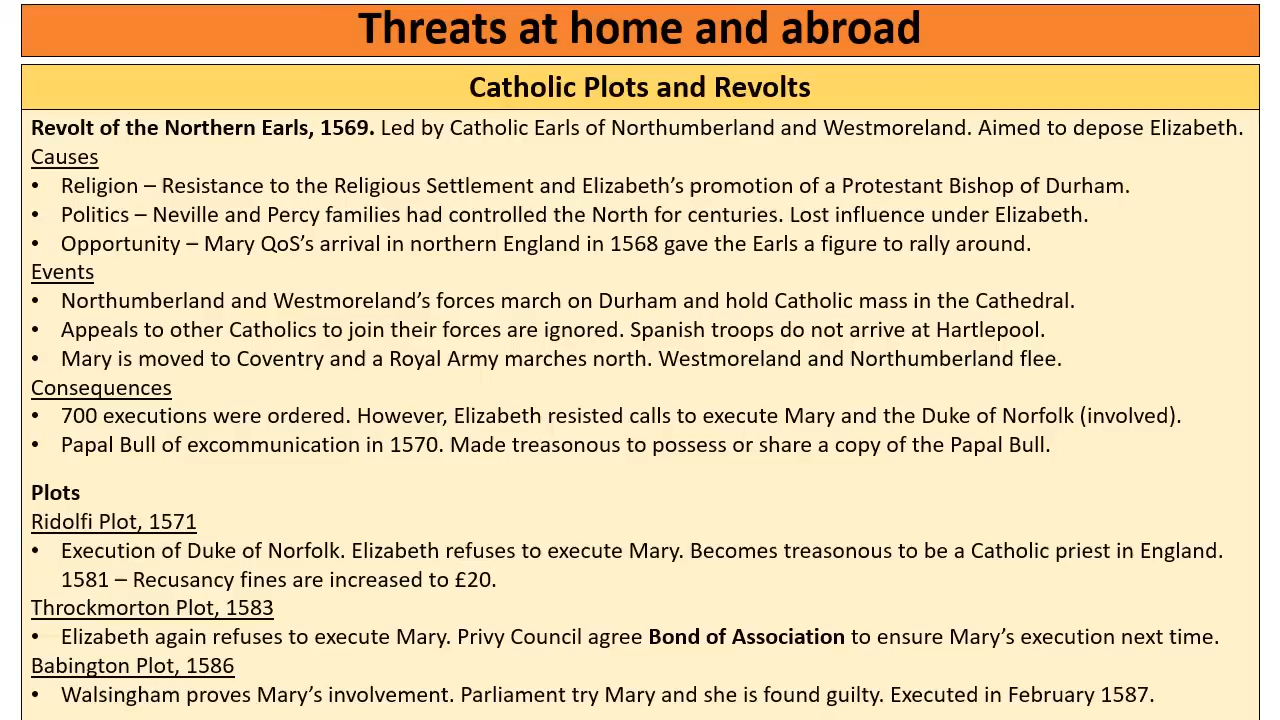 Threats at home and abroad
Catholic Plots and Revolts
Revolt of the Northern Earls, 1569. Led by Catholic Earls of Northumberland and Westmoreland. Aimed to depose Elizabeth.
Causes
• Religion – Resistance to the Religious Settlement and Elizabeth's promotion of a Protestant Bishop of Durham.
• Politics – Neville and Percy families had controlled the North for centuries. Lost influence under Elizabeth.
• Opportunity – Mary QoS's arrival in northern England in 1568 gave the Earls a figure to rally around.
Events
• Northumberland and Westmoreland's forces march on Durham and hold Catholic mass in the Cathedral.
• Appeals to other Catholics to join their forces are ignored. Spanish troops do not arrive at Hartlepool.
• Mary is moved to Coventry and a Royal Army marches north. Westmoreland and Northumberland flee.
Consequences
• 700 executions were ordered. However, Elizabeth resisted calls to execute Mary and the Duke of Norfolk (involved).
• Papal Bull of excommunication in 1570. Made treasonous to possess or share a copy of the Papal Bull.
Plots
Ridolfi Plot, 1571
• Execution of Duke of Norfolk. Elizabeth refuses to execute Mary. Becomes treasonous to be a Catholic priest in England.
1581 – Recusancy fines are increased to £20.
Throckmorton Plot, 1583
• Elizabeth again refuses to execute Mary. Privy Council agree Bond of Association to ensure Mary's execution next time.
Babington Plot, 1586
• Walsingham proves Mary's involvement. Parliament try Mary and she is found guilty. Executed in February 1587.